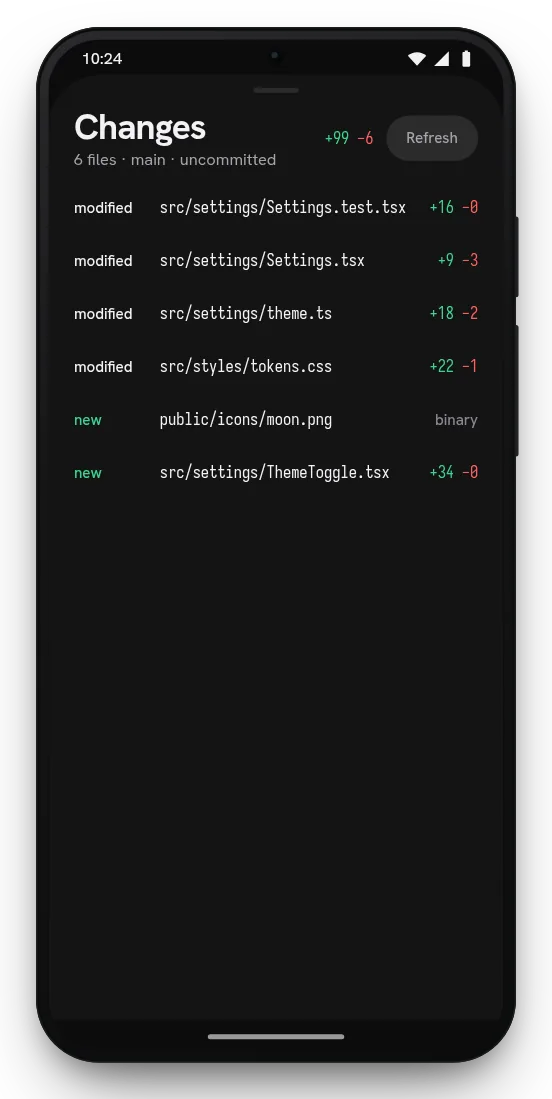 10:24
Changes
+99 −6
Refresh
6 files · main · uncommitted
modified src/settings/Settings.test.tsx +16 −0
modified src/settings/Settings.tsx +9 −3
modified src/settings/theme.ts +18 −2
modified src/styles/tokens.css +22 −1
new public/icons/moon.png binary
new src/settings/ThemeToggle.tsx +34 −0